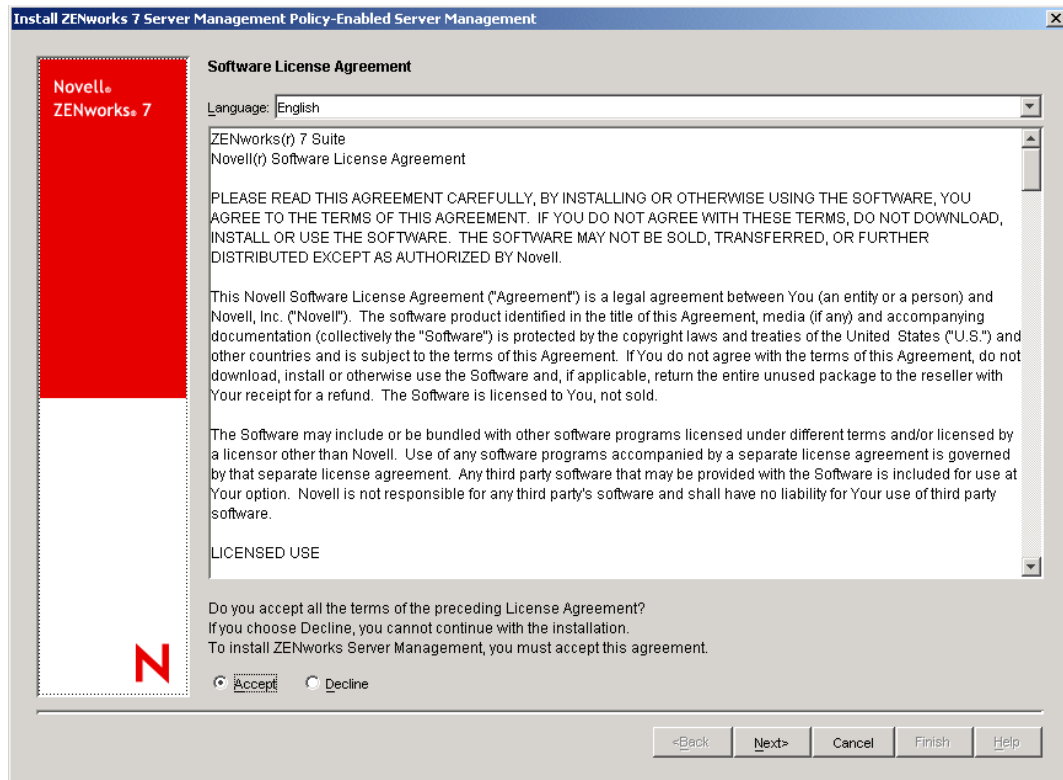 Install ZENworks 7 Server Management Policy-Enabled Server Management
Novell®
ZENworks® 7
Software License Agreement
Language: English
ZENworks(r) 7 Suite
Novell(r) Software License Agreement
PLEASE READ THIS AGREEMENT CAREFULLY, BY INSTALLING OR OTHERWISE USING THE SOFTWARE, YOU
AGREE TO THE TERMS OF THIS AGREEMENT.  IF YOU DO NOT AGREE WITH THESE TERMS, DO NOT DOWNLOAD,
INSTALL OR USE THE SOFTWARE.  THE SOFTWARE MAY NOT BE SOLD, TRANSFERRED, OR FURTHER
DISTRIBUTED EXCEPT AS AUTHORIZED BY Novell.
This Novell Software License Agreement ("Agreement") is a legal agreement between You (an entity or a person) and
Novell, Inc. ("Novell").  The software product identified in the title of this Agreement, media (if any) and accompanying
documentation (collectively the "Software") is protected by the copyright laws and treaties of the United  States ("U.S.") and
other countries and is subject to the terms of this Agreement.  If You do not agree with the terms of this Agreement, do not
download, install or otherwise use the Software and, if applicable, return the entire unused package to the reseller with
Your receipt for a refund.  The Software is licensed to You, not sold.
The Software may include or be bundled with other software programs licensed under different terms and/or licensed by
a licensor other than Novell.  Use of any software programs accompanied by a separate license agreement is governed
by that separate license agreement.  Any third party software that may be provided with the Software is included for use at
Your option.  Novell is not responsible for any third party's software and shall have no liability for Your use of third party
software.
LICENSED USE
Do you accept all the terms of the preceding License Agreement?
If you choose Decline, you cannot continue with the installation.
To install ZENworks Server Management, you must accept this agreement.
N
Accept Decline
<Back Next> Cancel Finish Help